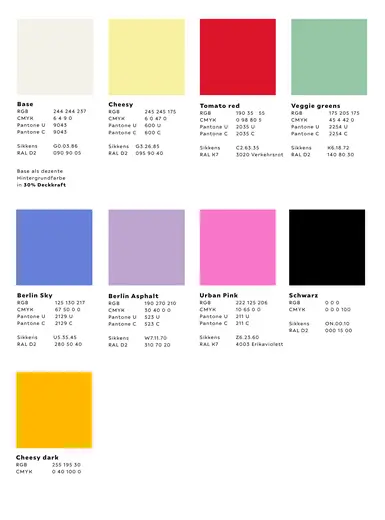 Base
RGB 244 244 237
CMYK 6 4 9 0
Pantone U 9043
Pantone C 9043
Sikkens G0.03.86
RAL D2 090 90 05
Base als dezente
Hintergrundfarbe
in 30% Deckkraft
Cheesy
RGB 245 245 175
CMYK 6 0 47 0
Pantone U 600 U
Pantone C 600 C
Sikkens G3.26.85
RAL D2 095 90 40
Tomato red
RGB 190 35 55
CMYK 0 98 80 5
Pantone U 2035 U
Pantone C 2035 C
Sikkens C2.63.35
RAL K7 3020 Verkehrsrot
Veggie greens
RGB 175 205 175
CMYK 45 4 42 0
Pantone U 2254 U
Pantone C 2254 C
Sikkens K6.18.72
RAL D2 140 80 30
Berlin Sky
RGB 125 130 217
CMYK 67 50 0 0
Pantone U 2129 U
Pantone C 2129 C
Sikkens U5.35.45
RAL D2 280 50 40
Berlin Asphalt
RGB 190 270 210
CMYK 30 40 0 0
Pantone U 523 U
Pantone C 523 C
Sikkens W7.11.70
RAL D2 310 70 20
Urban Pink
RGB 222 125 206
CMYK 10 65 0 0
Pantone U 211 U
Pantone C 211 C
Sikkens Z6.23.60
RAL K7 4003 Erikaviolett
Schwarz
RGB 0 0 0
CMYK 0 0 0 100
Sikkens ON.00.10
RAL D2 000 15 00
Cheesy dark
RGB 255 195 30
CMYK 0 40 100 0